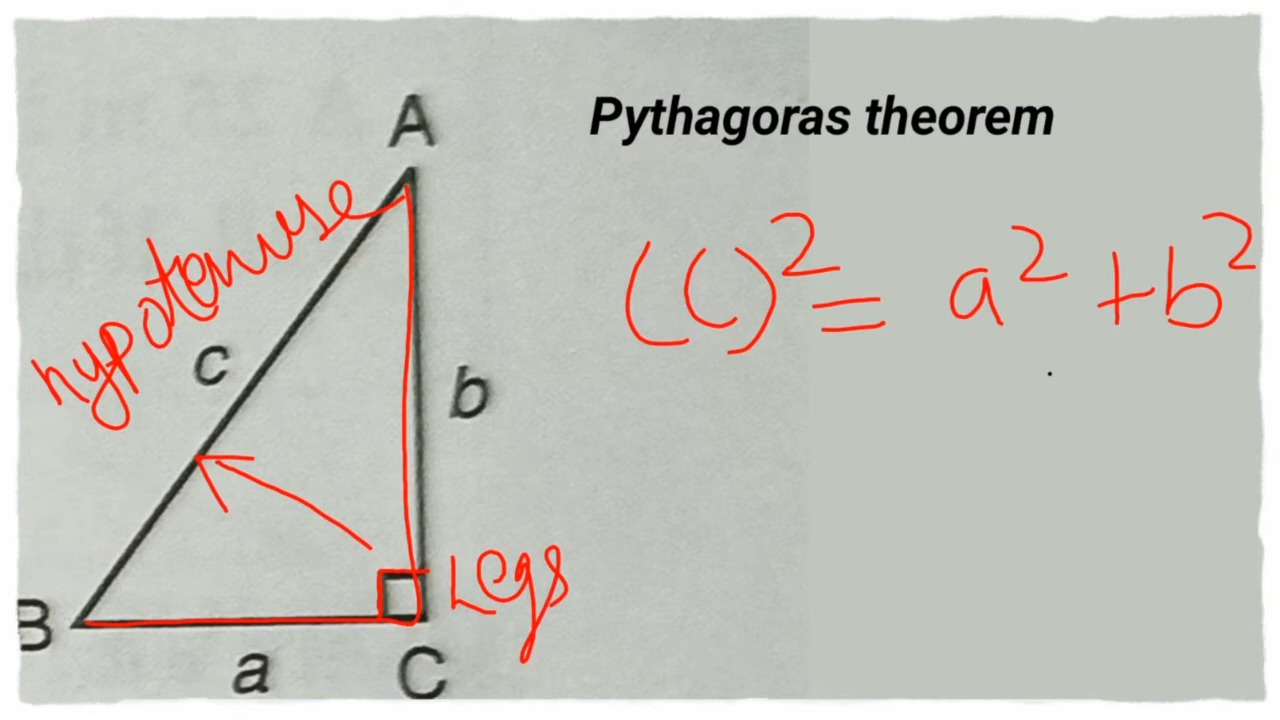 Pythagoras theorem
A
hypotenuse
(c)² = a² + b²
c
b
Legs
B
a
C